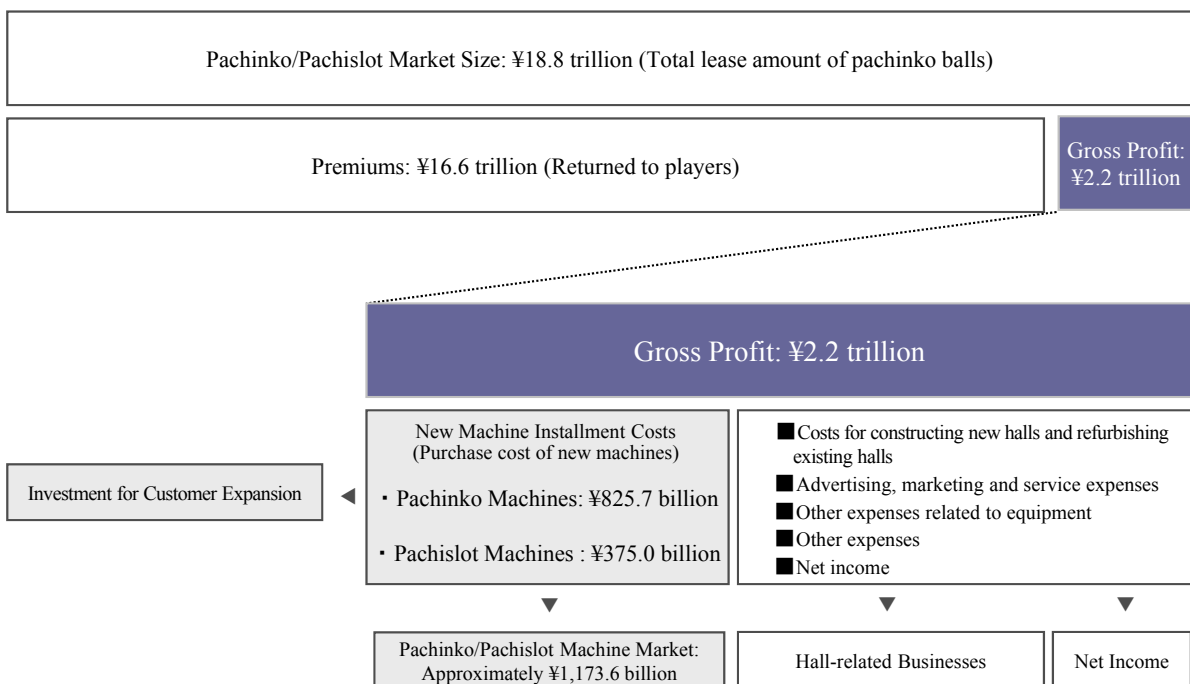 Pachinko/Pachislot Market Size: ¥18.8 trillion (Total lease amount of pachinko balls)
Premiums: ¥16.6 trillion (Returned to players)
Gross Profit:
¥2.2 trillion
Gross Profit: ¥2.2 trillion
New Machine Installment Costs
(Purchase cost of new machines)
・Pachinko Machines: ¥825.7 billion
・Pachislot Machines : ¥375.0 billion
■Costs for constructing new halls and refurbishing
existing halls
■Advertising, marketing and service expenses
■Other expenses related to equipment
■Other expenses
■Net income
Investment for Customer Expansion
Pachinko/Pachislot Machine Market:
Approximately ¥1,173.6 billion
Hall-related Businesses
Net Income